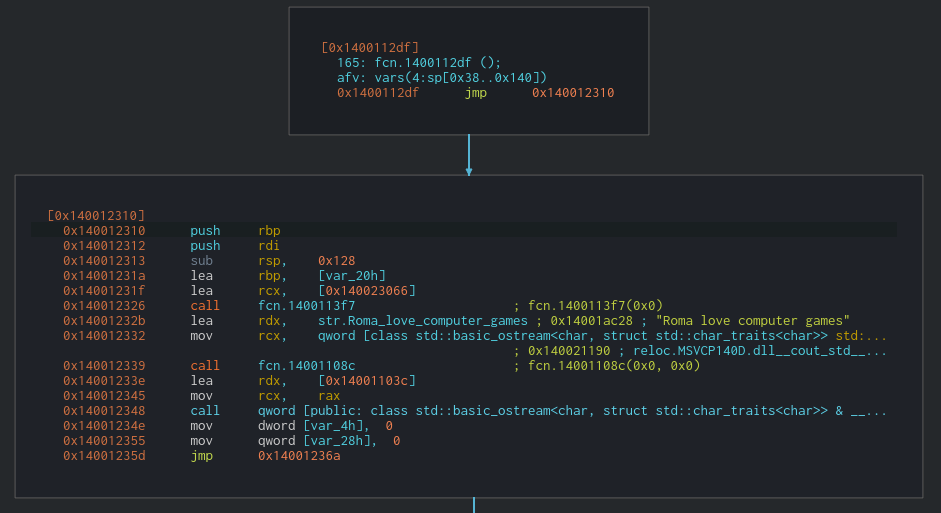 [0x1400112df]
165: fcn.1400112df ();
afv: vars(4:sp[0x38..0x140])
0x1400112df jmp 0x140012310
[0x140012310]
0x140012310 push rbp
0x140012312 push rdi
0x140012313 sub rsp, 0x128
0x14001231a lea rbp, [var_20h]
0x14001231f lea rcx, [0x140023066]
0x140012326 call fcn.1400113f7 ; fcn.1400113f7(0x0)
0x14001232b lea rdx, str.Roma_love_computer_games ; 0x14001ac28 ; "Roma love computer games"
0x140012332 mov rcx, qword [class std::basic_ostream<char, struct std::char_traits<char>> std:...
; 0x140021190 ; reloc.MSVCP140D.dll__cout_std__...
0x140012339 call fcn.14001108c ; fcn.14001108c(0x0, 0x0)
0x14001233e lea rdx, [0x14001103c]
0x140012345 mov rcx, rax
0x140012348 call qword [public: class std::basic_ostream<char, struct std::char_traits<char>> & __...
0x14001234e mov dword [var_4h], 0
0x140012355 mov qword [var_28h], 0
0x14001235d jmp 0x14001236a